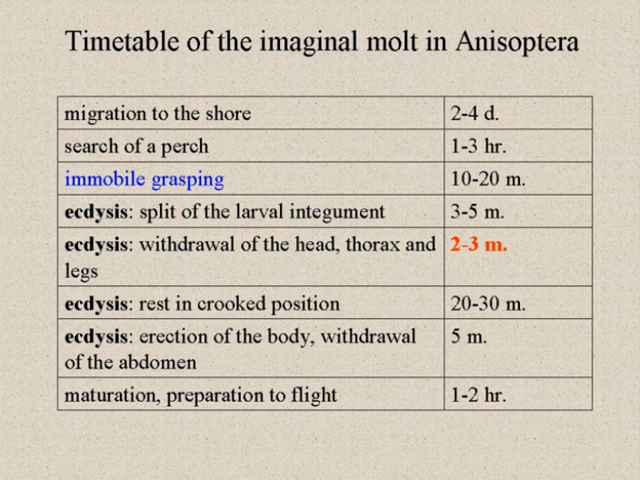 Timetable of the imaginal molt in Anisoptera
migration to the shore 2-4 d.
search of a perch 1-3 hr.
immobile grasping 10-20 m.
ecdysis: split of the larval integument 3-5 m.
ecdysis: withdrawal of the head, thorax and 2-3 m.
legs
ecdysis: rest in crooked position 20-30 m.
ecdysis: erection of the body, withdrawal 5 m.
of the abdomen
maturation, preparation to flight 1-2 hr.